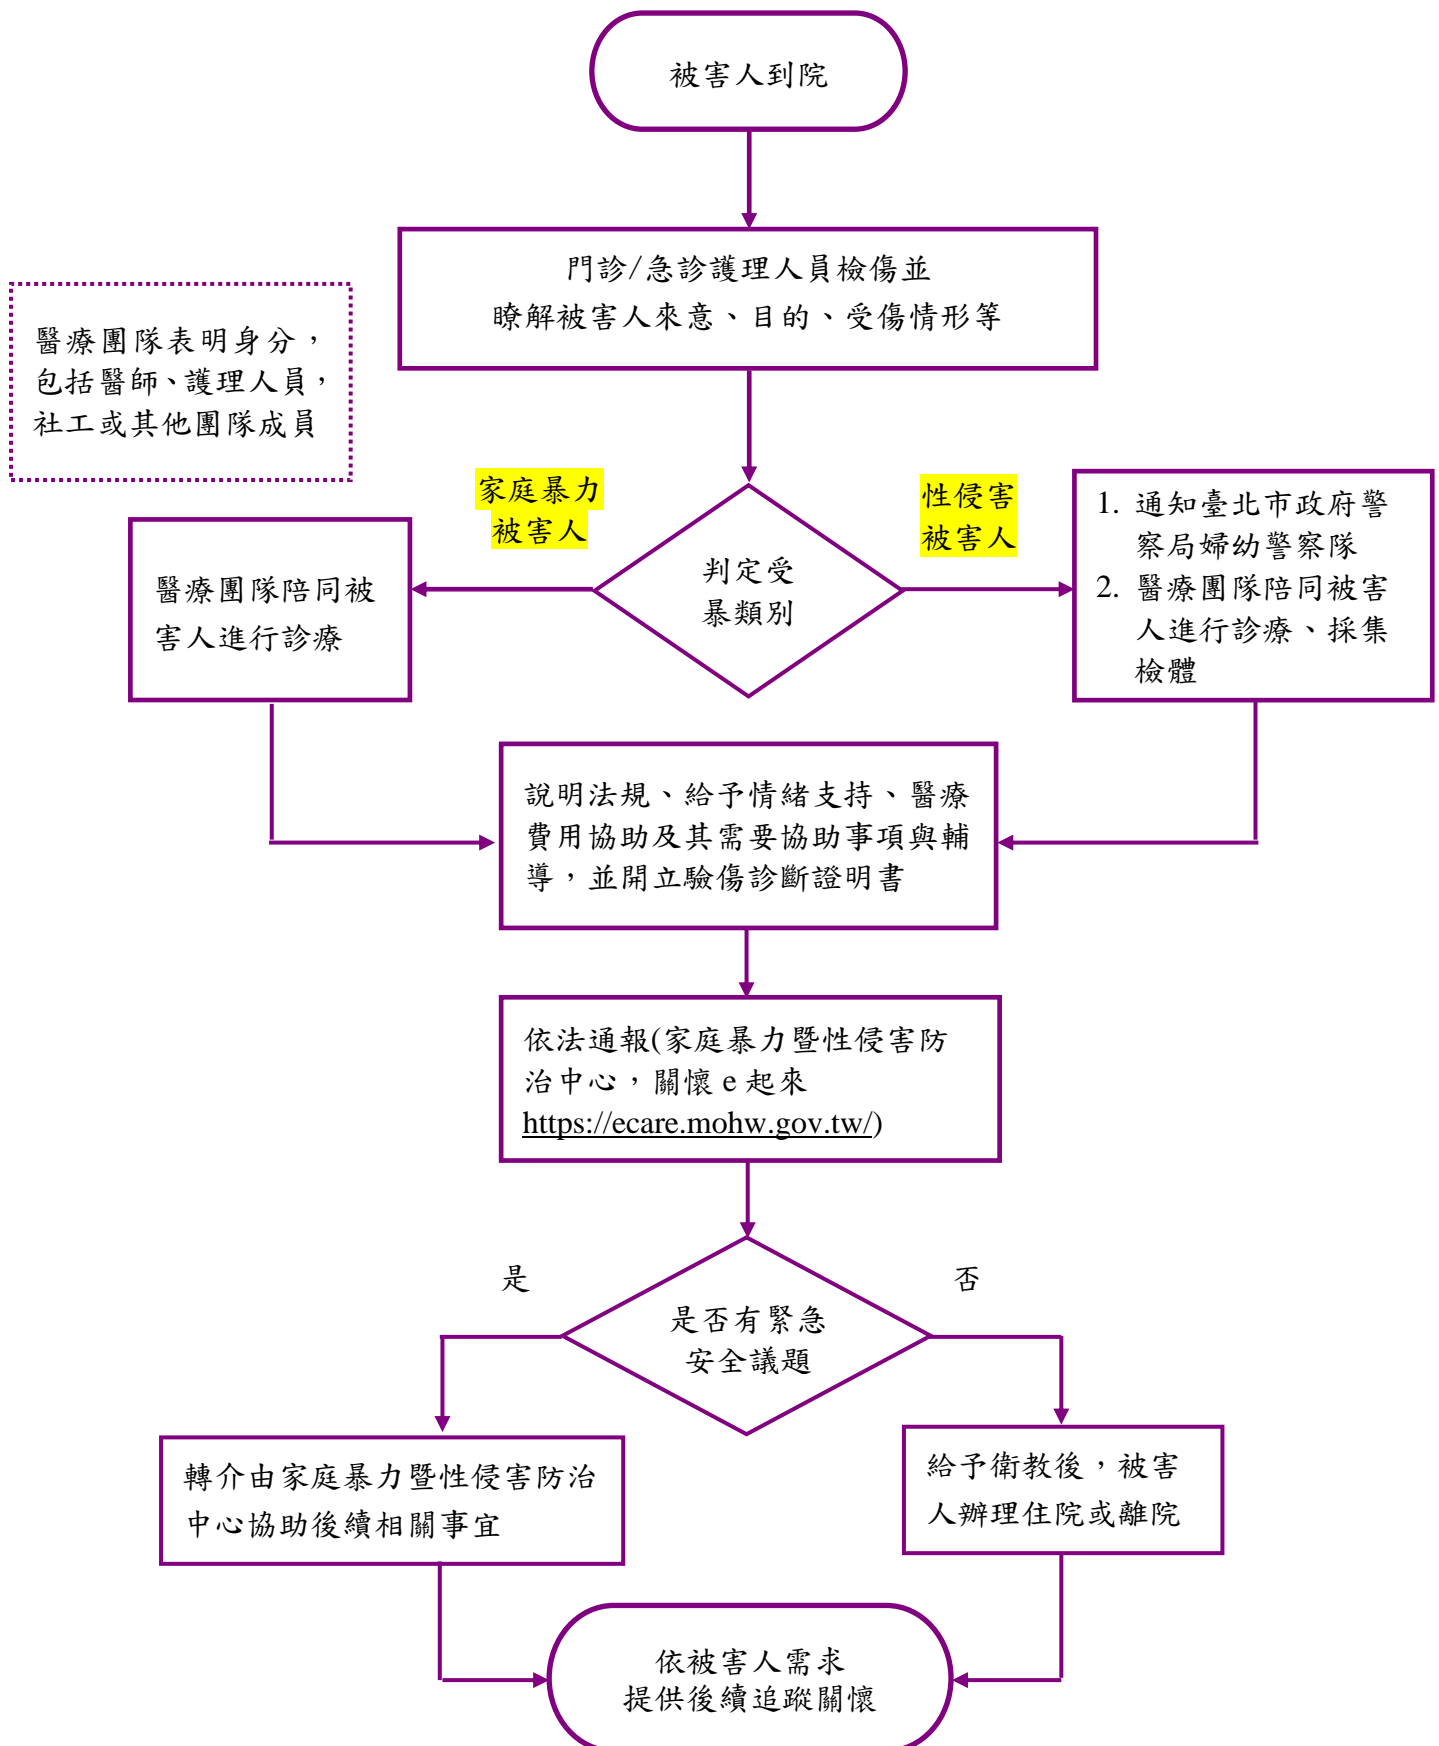 被害人到院
門診/急診護理人員檢傷並
瞭解被害人來意、目的、受傷情形等
醫療團隊表明身分，
包括醫師、護理人員，
社工或其他團隊成員
家庭暴力
被害人
性侵害
被害人
判定受
暴類別
醫療團隊陪同被
害人進行診療
1. 通知臺北市政府警
察局婦幼警察隊
2. 醫療團隊陪同被害
人進行診療、採集
檢體
說明法規、給予情緒支持、醫療
費用協助及其需要協助事項與輔
導，並開立驗傷診斷證明書
依法通報(家庭暴力暨性侵害防
治中心，關懷 e 起來
https://ecare.mohw.gov.tw/)
是
否
是否有緊急
安全議題
轉介由家庭暴力暨性侵害防治
中心協助後續相關事宜
給予衛教後，被害
人辦理住院或離院
依被害人需求
提供後續追蹤關懷